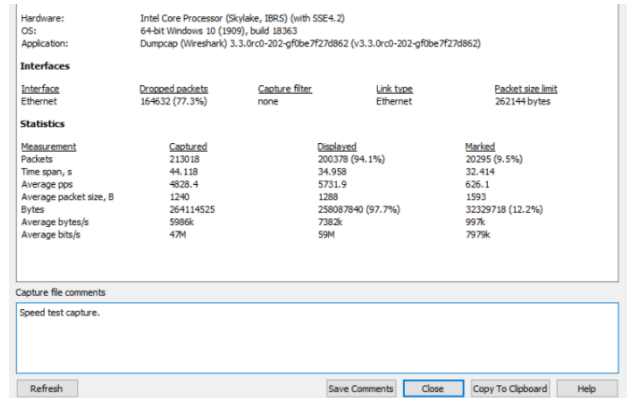 Hardware: Intel Core Processor (Skylake, IBRS) (with SSE4.2)
OS: 64-bit Windows 10 (1909), build 18363
Application: Dumpcap (Wireshark) 3.3.0rc0-202-gf0be7f27d862 (v3.3.0rc0-202-gf0be7f27d862)
Interfaces
Interface Dropped packets Capture filter Link type Packet size limit
Ethernet 164632 (77.3%) none Ethernet 262144 bytes
Statistics
Measurement Captured Displayed Marked
Packets 213018 200378 (94.1%) 20295 (9.5%)
Time span, s 44.118 34.958 32.414
Average pps 4828.4 5731.9 626.1
Average packet size, B 1240 1288 1593
Bytes 264114525 258087840 (97.7%) 32329718 (12.2%)
Average bytes/s 5986k 7382k 997k
Average bits/s 47M 59M 7979k
Capture file comments
Speed test capture.
Refresh Save Comments Close Copy To Clipboard Help